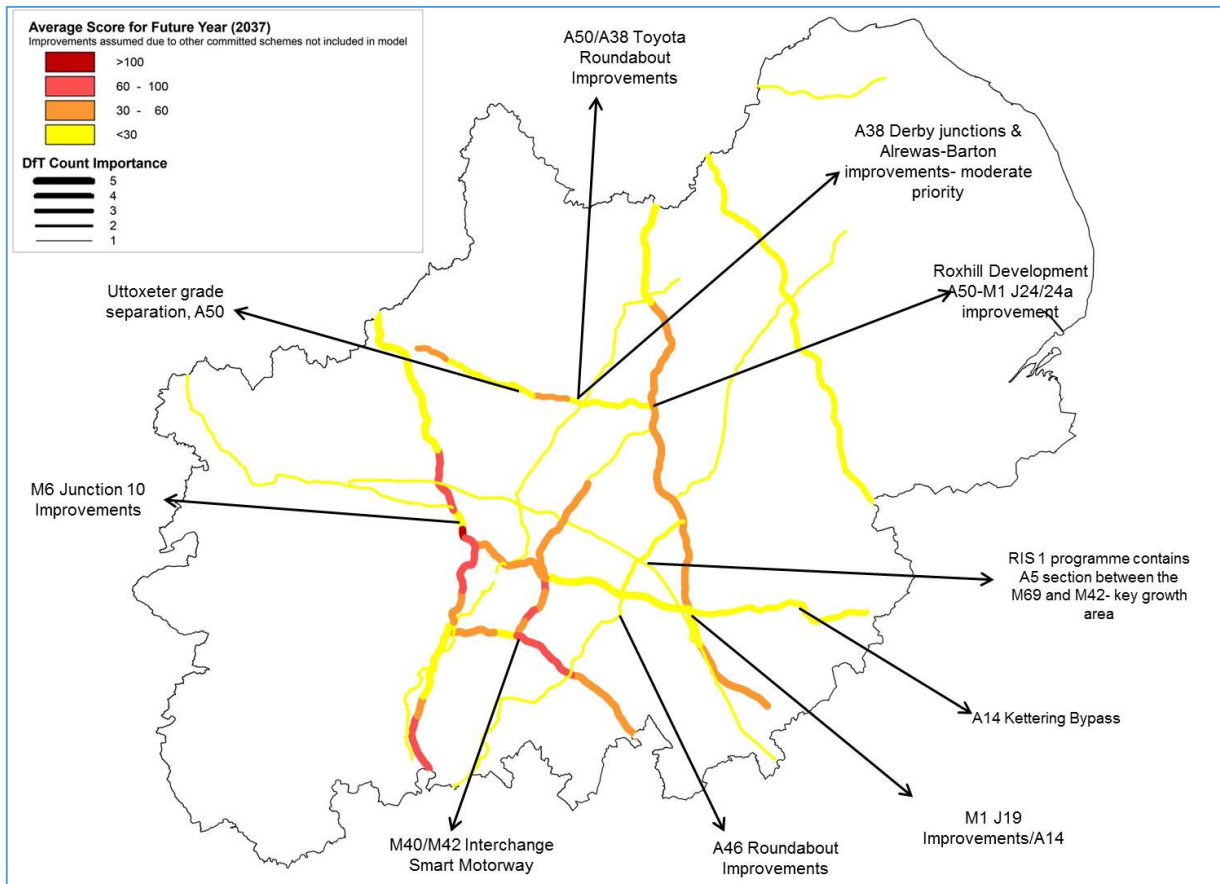 Average Score for Future Year (2037)
Improvements assumed due to other committed schemes not included in model
>100
60 - 100
30 - 60
<30
DfT Count Importance
5
4
3
2
1
A50/A38 Toyota
Roundabout
Improvements
A38 Derby junctions &
Alrewas-Barton
improvements- moderate
priority
Roxhill Development
A50-M1 J24/24a
improvement
Uttoxeter grade
separation, A50
M6 Junction 10
Improvements
RIS 1 programme contains
A5 section between the
M69 and M42- key growth
area
A14 Kettering Bypass
M1 J19
Improvements/A14
A46 Roundabout
Improvements
M40/M42 Interchange
Smart Motorway